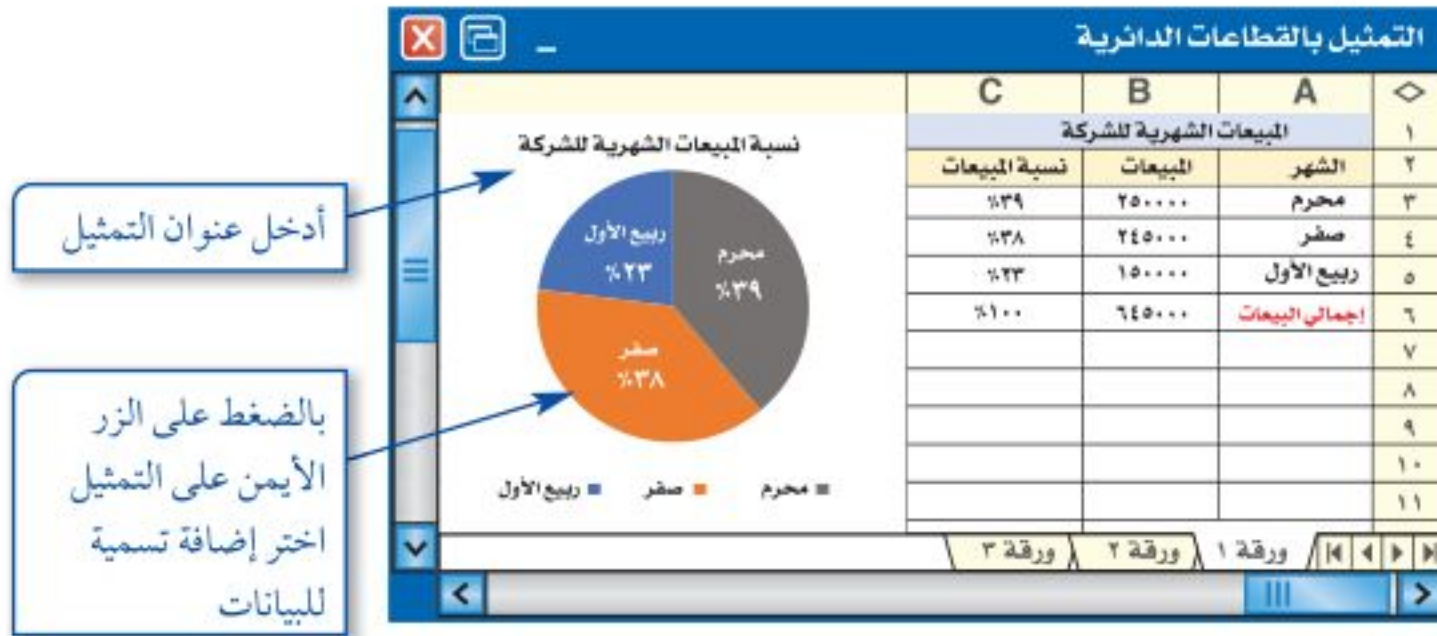 التمثيل بالقطاعات الدائرية
A B C
١ المبيعات الشهرية للشركة
٢ الشهر المبيعات نسبة المبيعات
٣ محرم ٢٥٠٠٠٠ ٣٩٪
٤ صفر ٢٤٥٠٠٠ ٣٨٪
٥ ربيع الأول ١٥٠٠٠٠ ٢٣٪
٦ إجمالي البيعات ٦٤٥٠٠٠ ١٠٠٪
٧
٨
٩
١٠
١١
ورقة ١ ورقة ٢ ورقة ٣
نسبة المبيعات الشهرية للشركة
محرم
٣٩٪
ربيع الأول
٢٣٪
صفر
٣٨٪
محرم صفر ربيع الأول
أدخل عنوان التمثيل
بالضغط على الزر
الأيمن على التمثيل
اختر إضافة تسمية
للبيانات